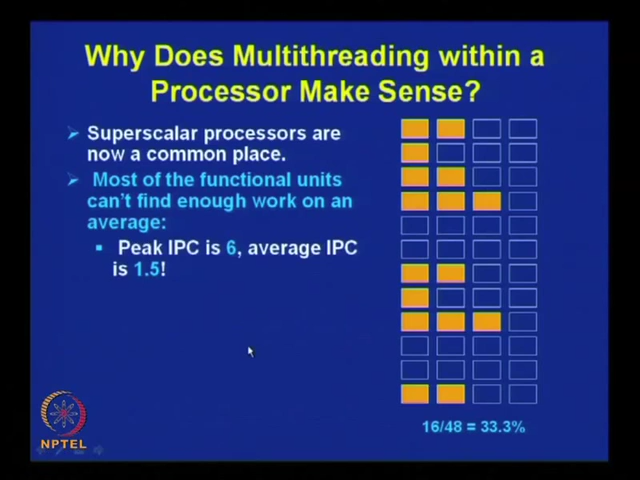 Why Does Multithreading within a
Processor Make Sense?
Superscalar processors are
now a common place.
Most of the functional units
can't find enough work on an
average:
Peak IPC is 6, average IPC
is 1.5!
16/48 = 33.3%
NPTEL